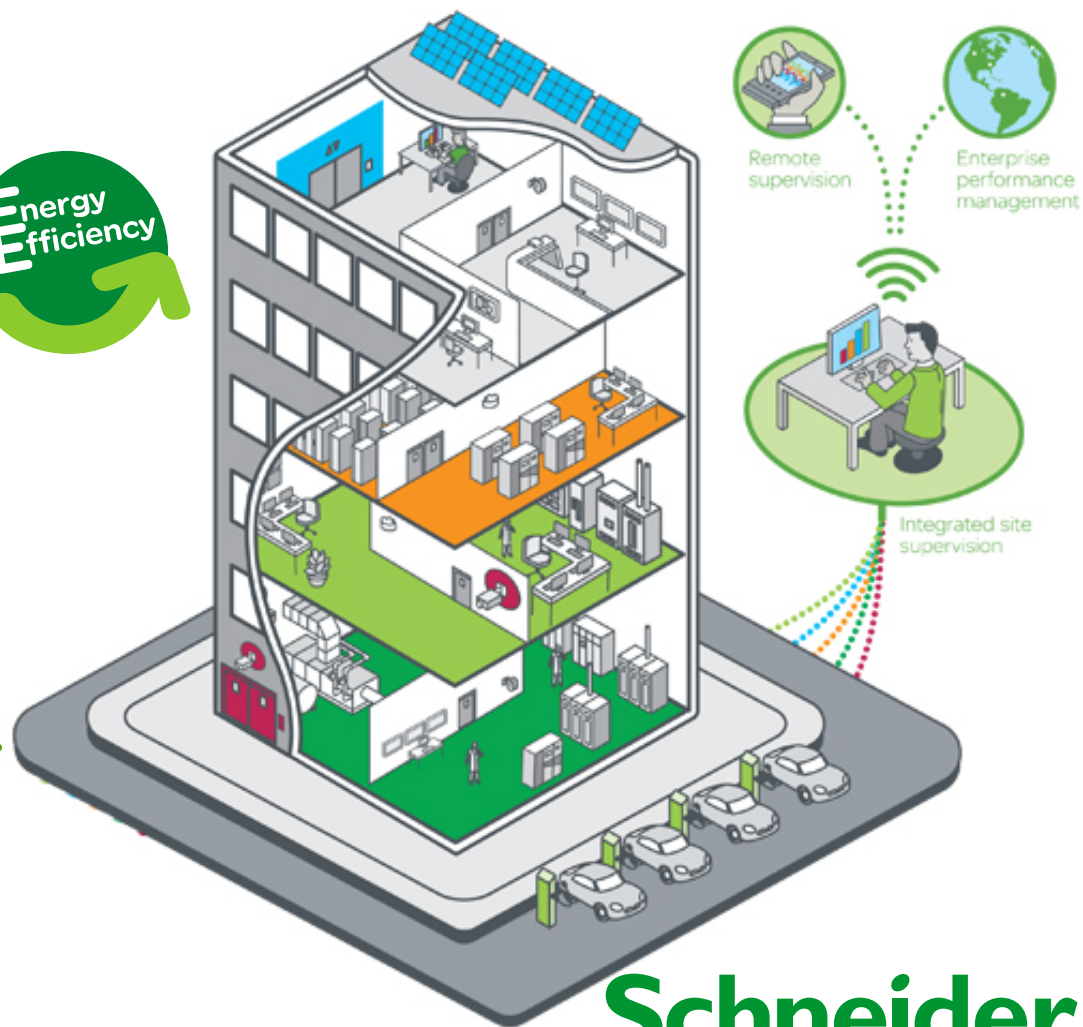 Remote
supervision
Enterprise
performance
management
Energy
Efficiency
Integrated site
supervision
Schneider